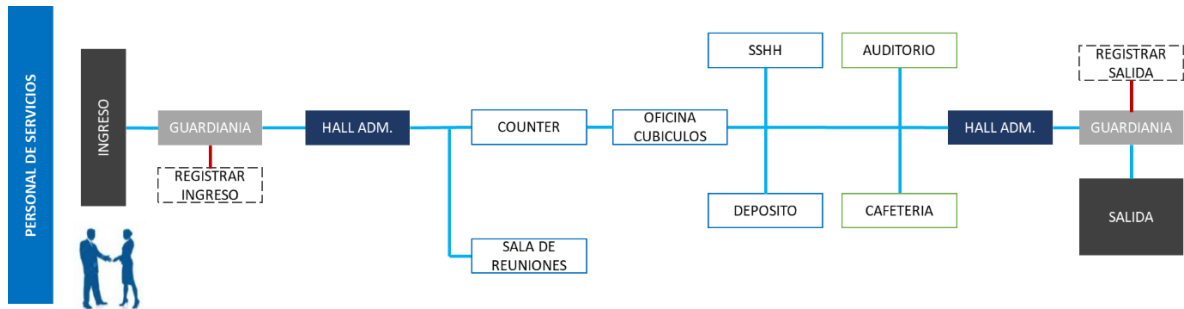 PERSONAL DE SERVICIOS
INGRESO
GUARDIANIA
REGISTRAR
INGRESO
HALL ADM.
COUNTER
SALA DE
REUNIONES
OFICINA
CUBICULOS
SSHH
DEPOSITO
AUDITORIO
CAFETERIA
HALL ADM.
REGISTRAR
SALIDA
GUARDIANIA
SALIDA